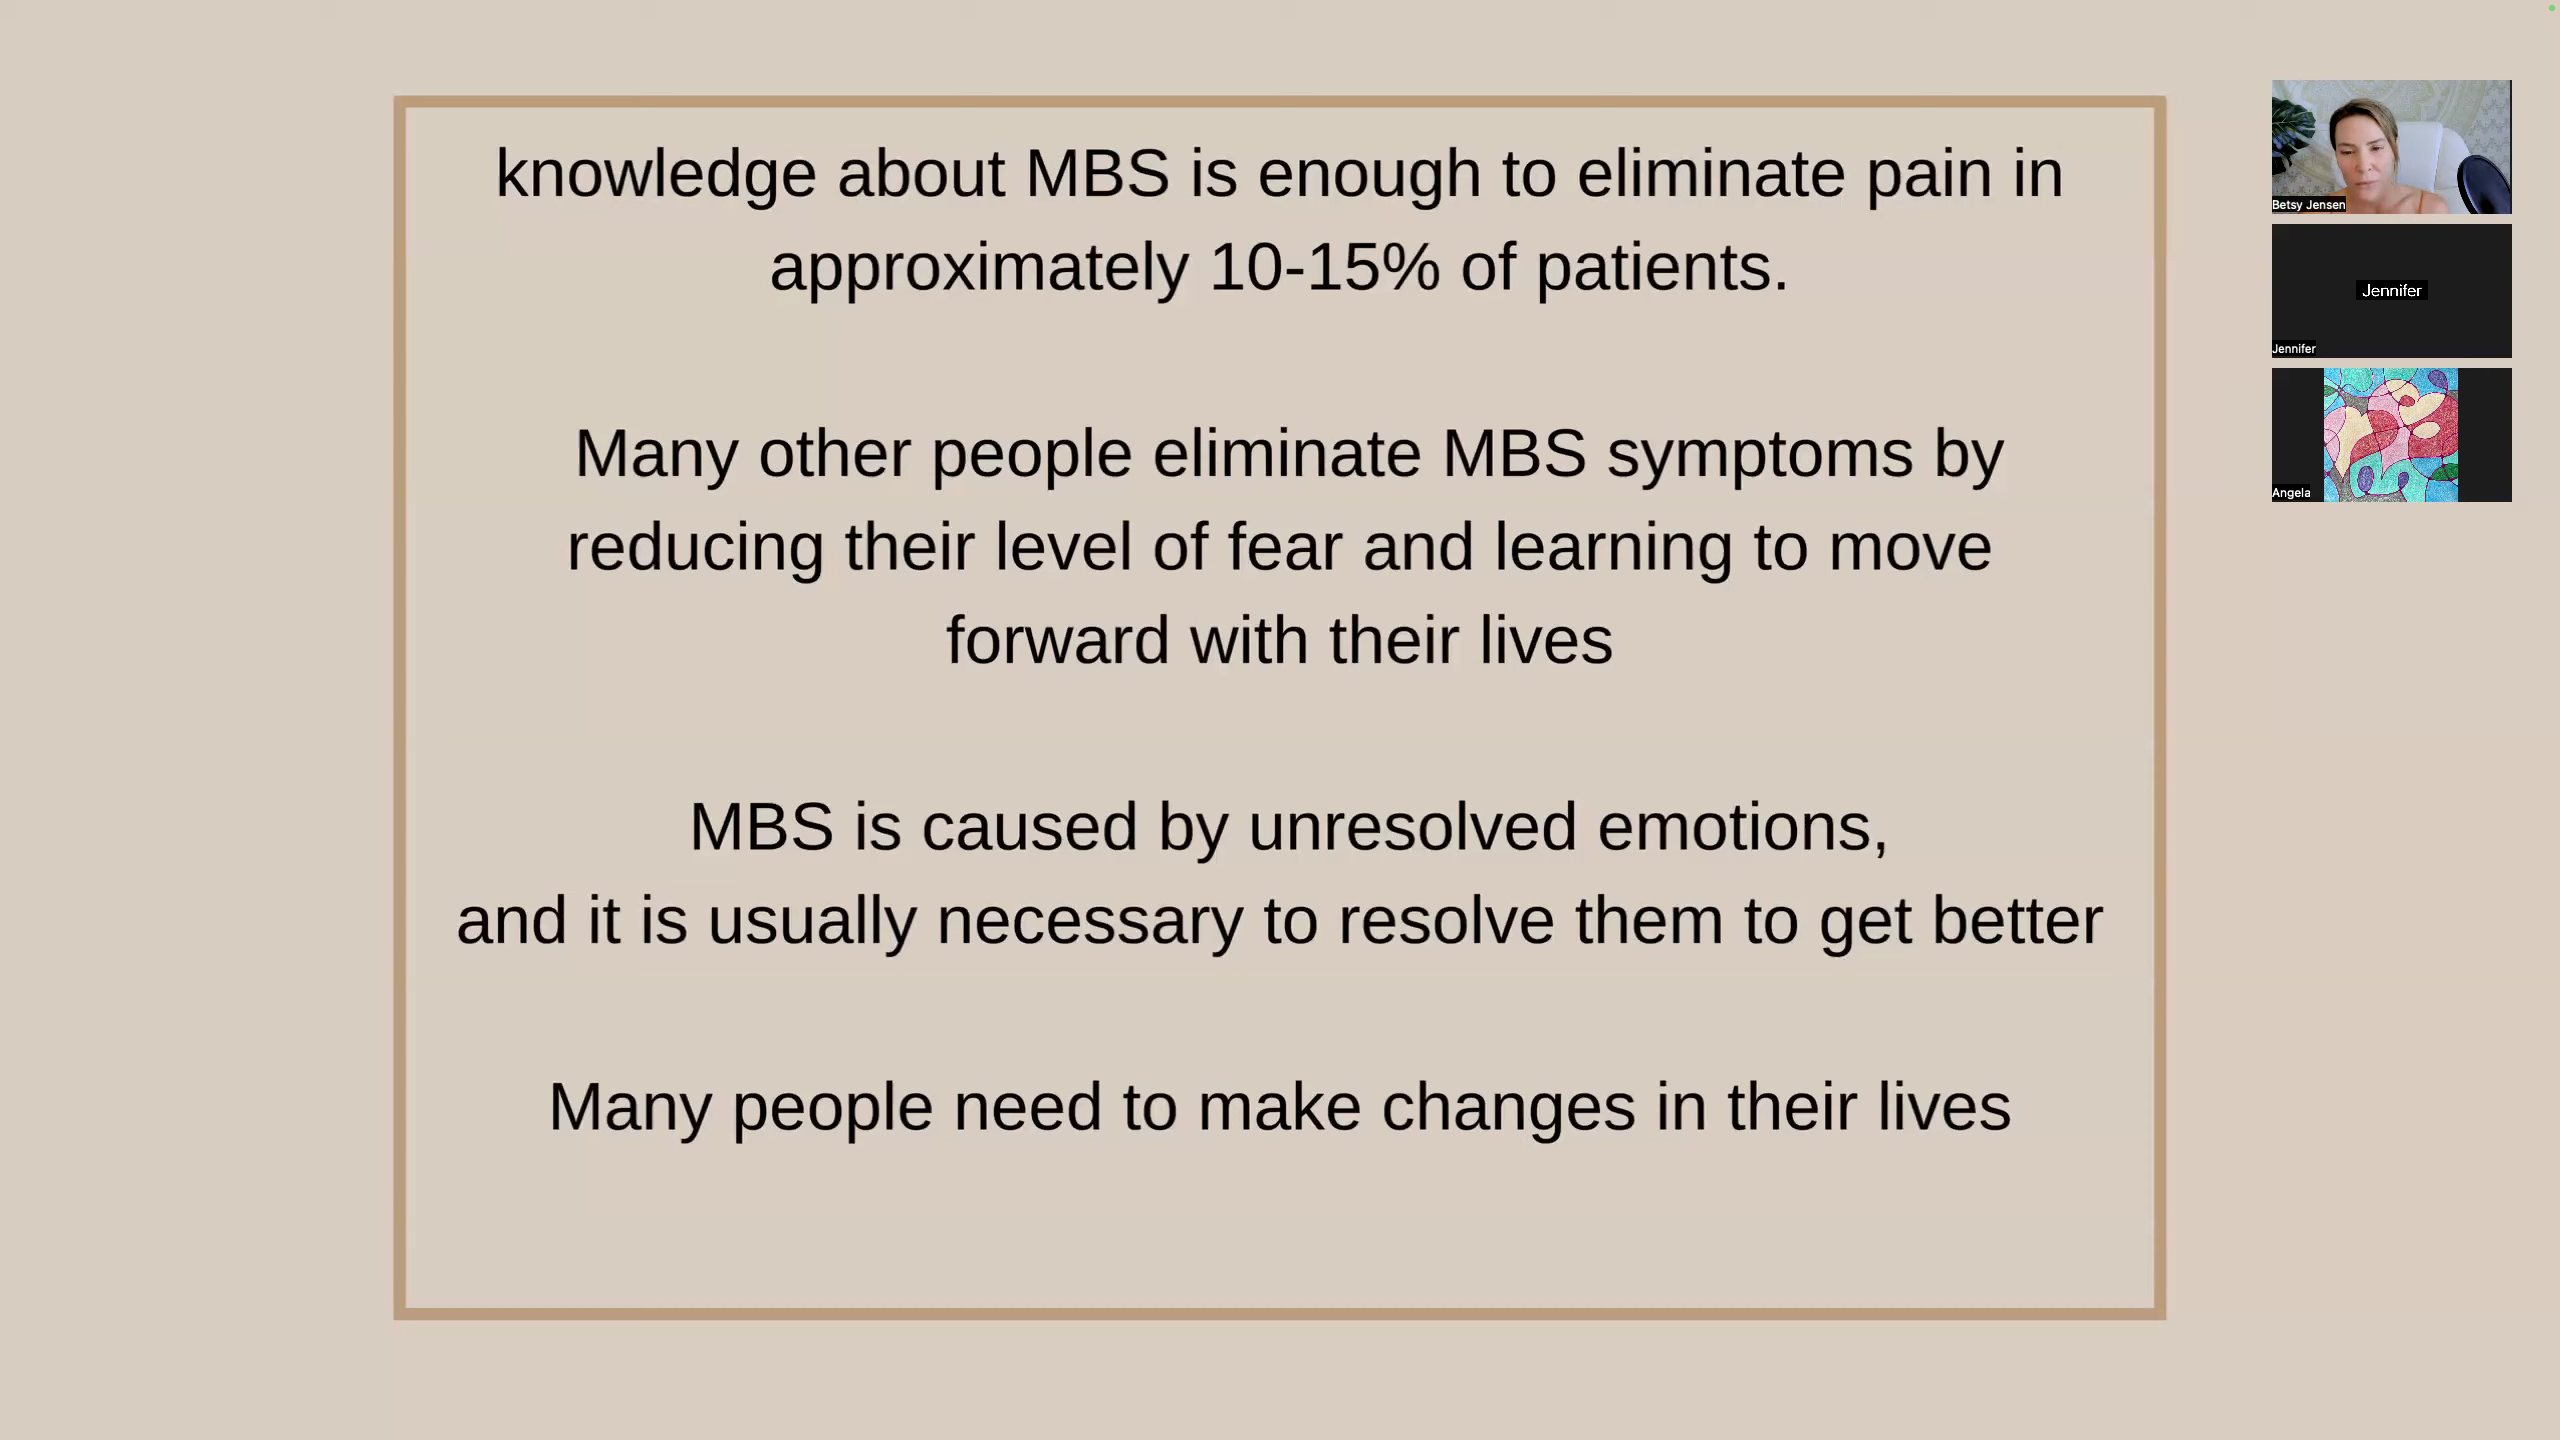 knowledge about MBS is enough to eliminate pain in
approximately 10-15% of patients.
Many other people eliminate MBS symptoms by
reducing their level of fear and learning to move
forward with their lives
MBS is caused by unresolved emotions,
and it is usually necessary to resolve them to get better
Many people need to make changes in their lives
Betsy Jensen
Jennifer
Jennifer
Angela